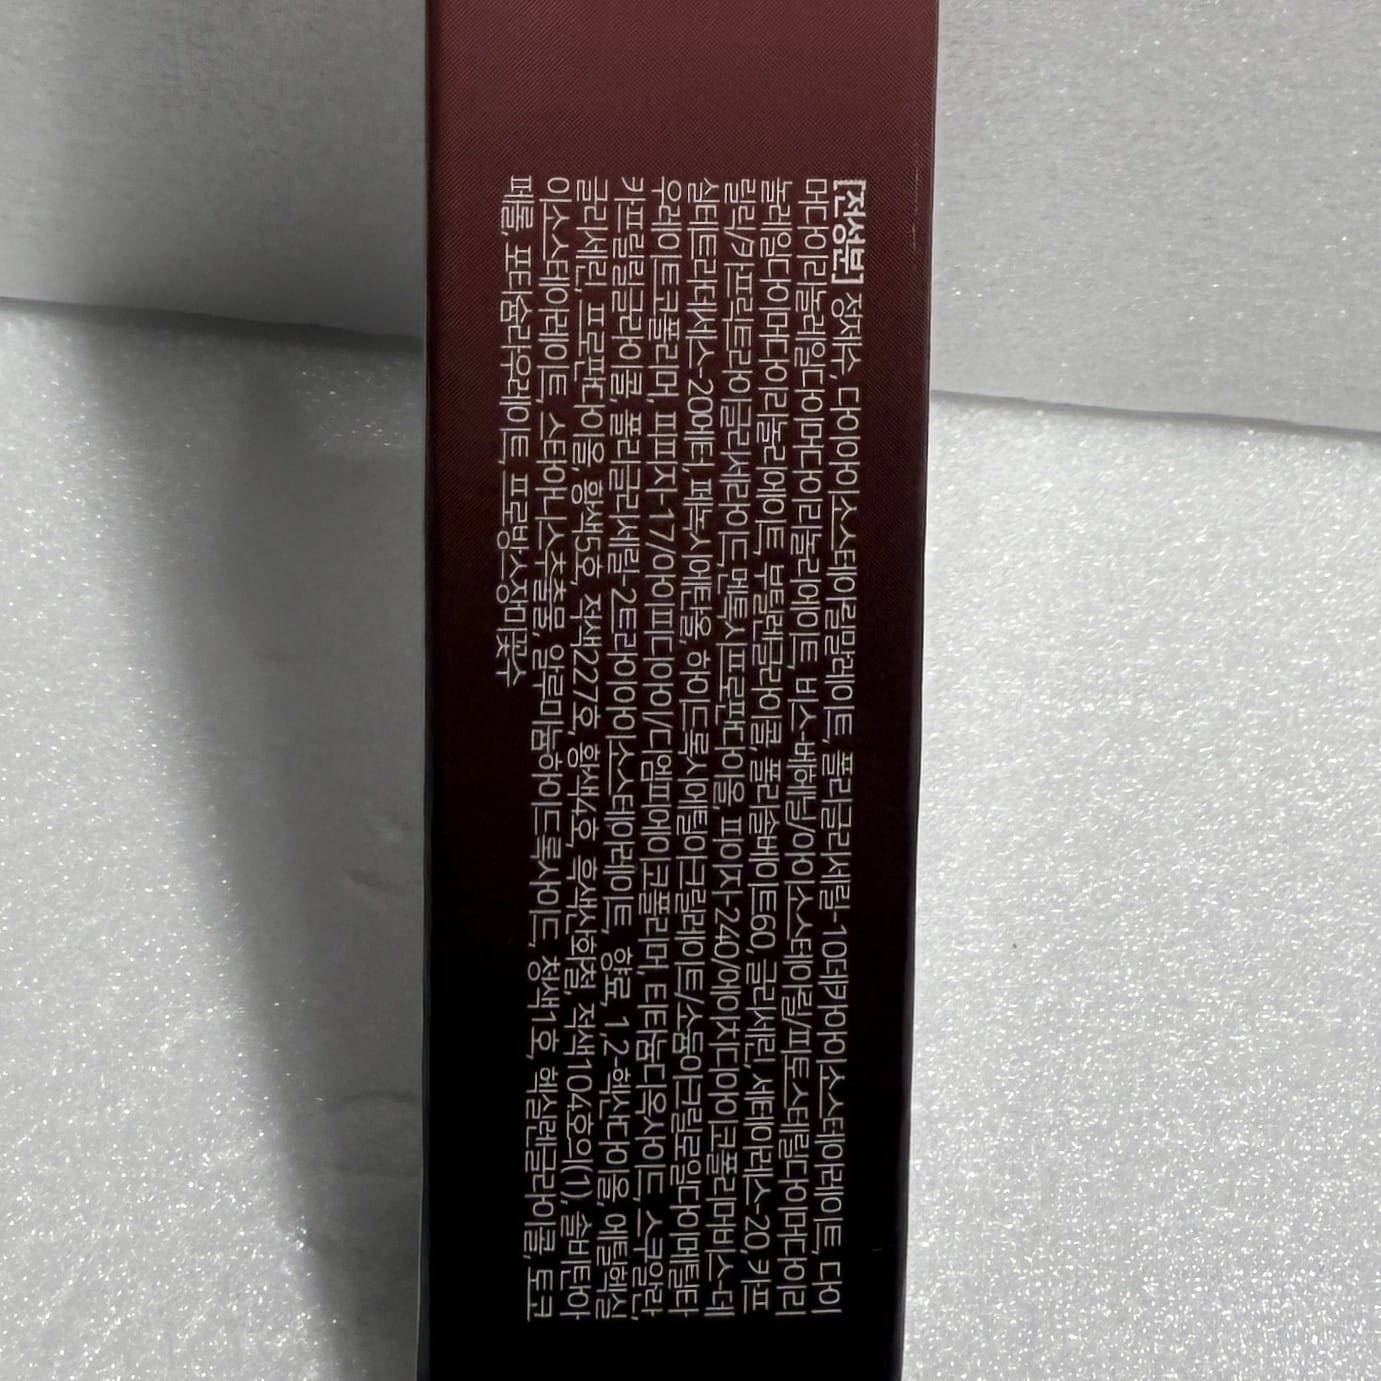 [전성분] 정제수, 다이아이소스테아릴말레이트, 폴리글리세릴-10데카아이소스테아레이트, 다이
머다이리놀레일다이머다이리놀리에이트, 비스-베헤닐/아이소스테아릴/피토스테릴다이머다이리
놀레일다이머다이리놀리에이트, 부틸렌글라이콜, 폴리솔베이트60, 글리세린, 세테아레스-20, 카프
릴릭/카프릭트라이글리세라이드, 멘톡시프로판다이올, 피이지-240/에이치디아이코폴리머비스-데
실테트라데세스-20에터, 페녹시에탄올, 하이드록시에틸아크릴레이트/소듐아크릴로일다이메틸타
우레이트코폴리머, 피피지-17/아이피디아이/디엠피에이코폴리머, 티타늄디옥사이드, 스쿠알란,
카프릴릴글라이콜, 폴리글리세릴-2트라이아이소스테아레이트, 향료, 1,2-헥산다이올, 에틸헥실
글리세린, 프로판다이올, 황색5호, 적색227호, 황색4호, 흑색산화철, 적색104호의(1), 솔비탄아
이소스테아레이트, 스타아니스추출물, 알루미늄하이드록사이드, 청색1호, 헥실렌글라이콜, 토코
페롤, 포타슘라우레이트, 프로방스장미꽃수